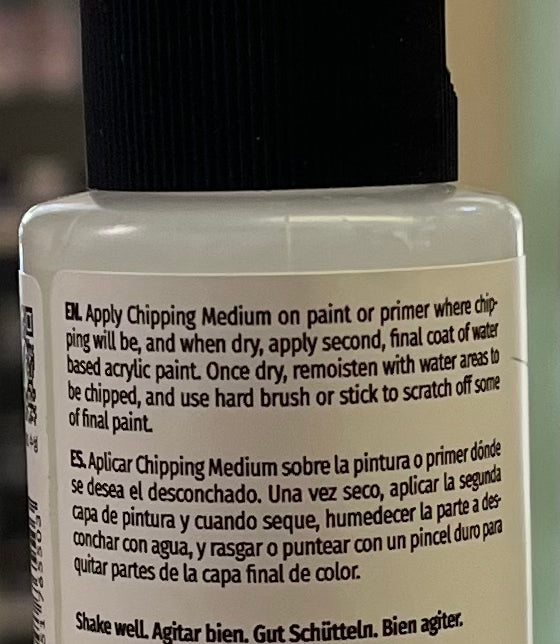 EN. Apply Chipping Medium on paint or primer where chip-
ping will be, and when dry, apply second, final coat of water
based acrylic paint. Once dry, remoisten with water areas to
be chipped, and use hard brush or stick to scratch off some
of final paint.
ES. Aplicar Chipping Medium sobre la pintura o primer dónde
se desea el desconchado. Una vez seco, aplicar la segunda
capa de pintura y cuando seque, humedecer la parte a des-
conchar con agua, y rasgar o puntear con un pincel duro para
quitar partes de la capa final de color.
Shake well. Agitar bien. Gut Schütteln. Bien agiter.